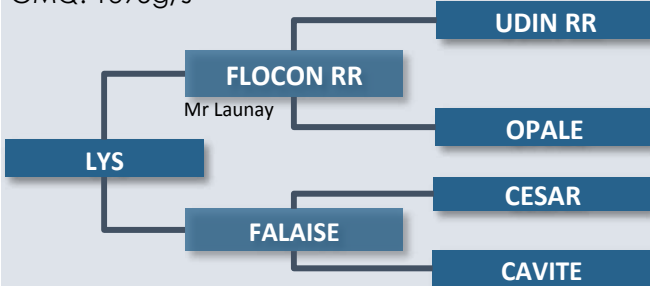 UDIN RR
FLOCON RR
Mr Launay
OPALE
LYS
CESAR
FALAISE
CAVITE